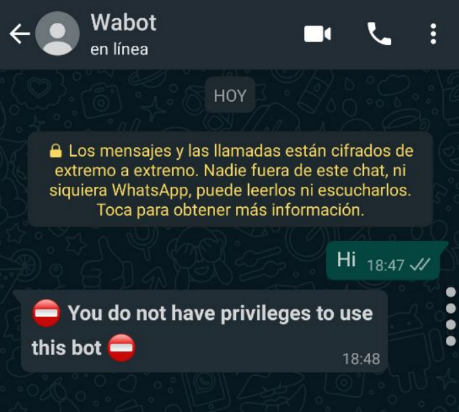 Wabot
en línea
HOY
🔒 Los mensajes y las llamadas están cifrados de
extremo a extremo. Nadie fuera de este chat, ni
siquiera WhatsApp, puede leerlos ni escucharlos.
Toca para obtener más información.
Hi 18:47
⛔ You do not have privileges to use
this bot ⛔
18:48